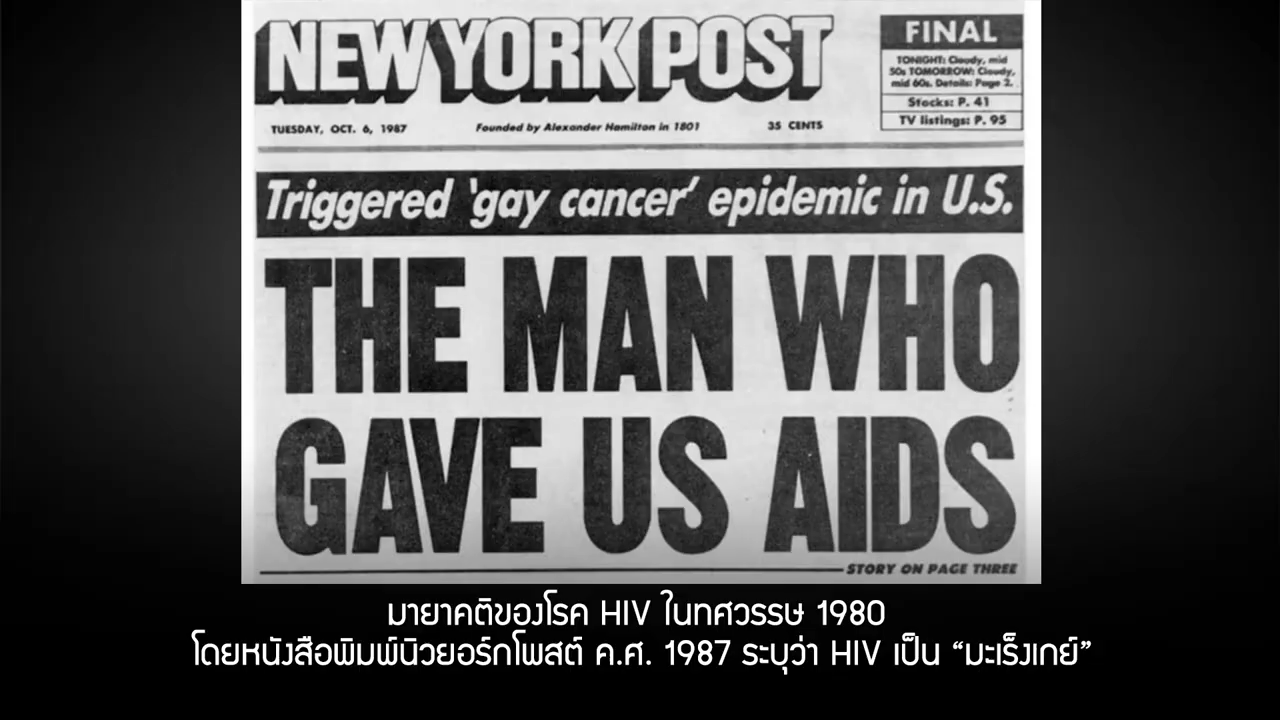 NEW YORK POST
FINAL
TONIGHT: Cloudy, mid
50s TOMORROW: Cloudy,
mid 60s. Details: Page 2.
Stocks: P. 41
TV listings: P. 95
TUESDAY, OCT. 6, 1987 Founded by Alexander Hamilton in 1801 35 CENTS
Triggered 'gay cancer' epidemic in U.S.
THE MAN WHO
GAVE US AIDS
STORY ON PAGE THREE
มายาคติของโรค HIV ในทศวรรษ 1980
โดยหนังสือพิมพ์นิวยอร์กโพสต์ ค.ศ. 1987 ระบุว่า HIV เป็น “มะเร็งเกย์”